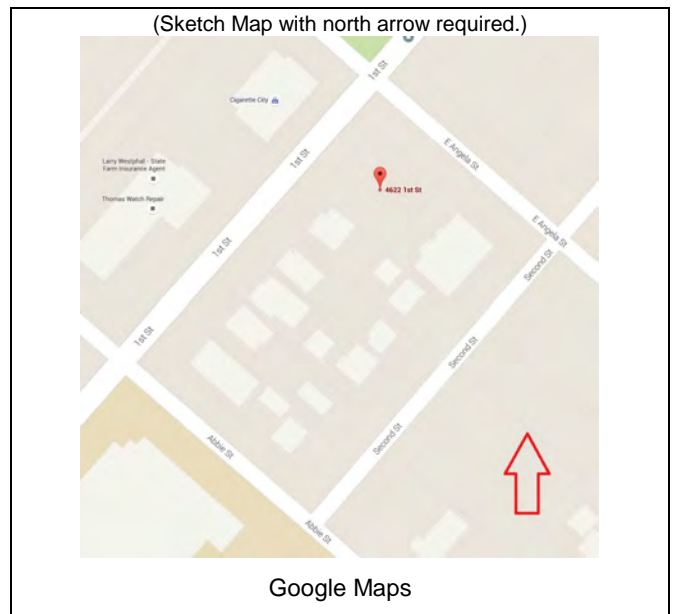 (Sketch Map with north arrow required.)
1st St
Cigarette City
E Angela St
1st St
Larry Westphal - State
Farm Insurance Agent
4622 1st St
Thomas Watch Repair
E Angela St
1st St
Second St
1st St
Second St
Abbie St
Second St
Abbie St
Google Maps